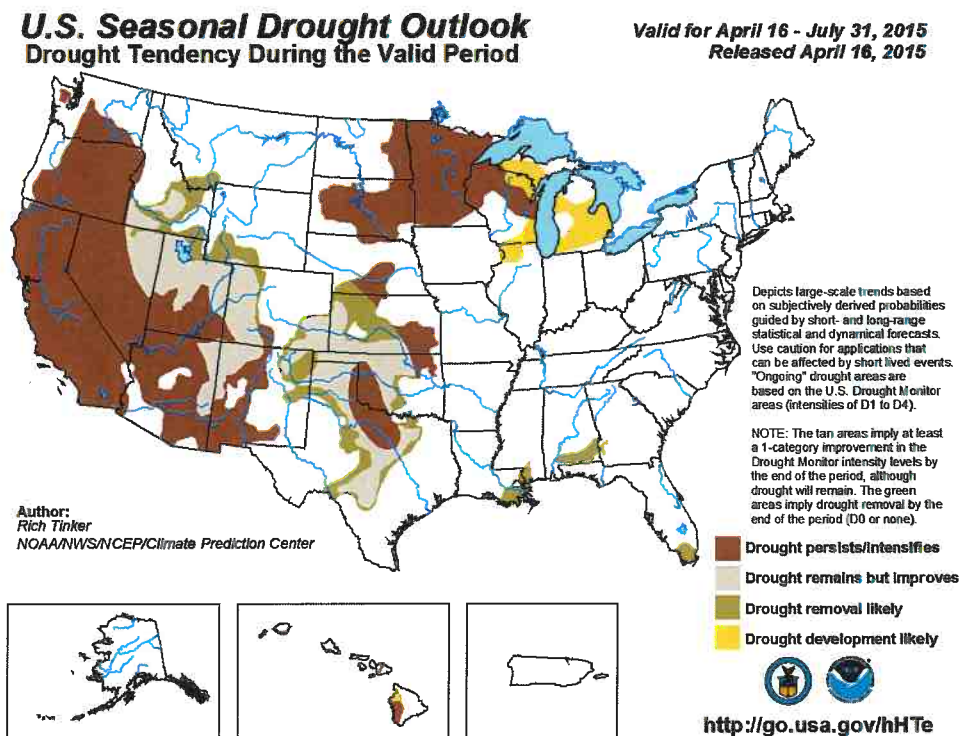 U.S. Seasonal Drought Outlook
Drought Tendency During the Valid Period
Valid for April 16 - July 31, 2015
Released April 16, 2015
Depicts large-scale trends based
on subjectively derived probabilities
guided by short- and long-range
statistical and dynamical forecasts.
Use caution for applications that
can be affected by short lived events.
"Ongoing" drought areas are
based on the U.S. Drought Monitor
areas (intensities of D1 to D4).
NOTE: The tan areas imply at least
a 1-category improvement in the
Drought Monitor intensity levels by
the end of the period, although
drought will remain. The green
areas imply drought removal by the
end of the period (D0 or none).
Author:
Rich Tinker
NOAA/NWS/NCEP/Climate Prediction Center
Drought persists/intensifies
Drought remains but improves
Drought removal likely
Drought development likely
http://go.usa.gov/hHTe